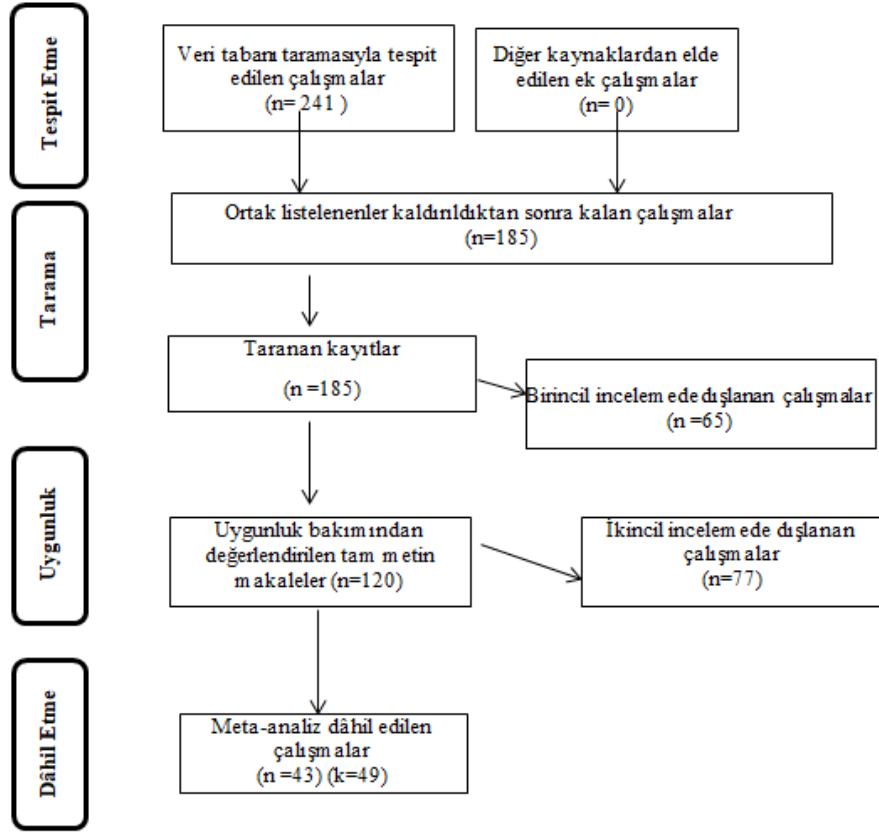 Tespit Etme
Veri tabanı taramasıyla tespit
edilen çalışmalar
(n= 241 )
Diğer kaynaklardan elde
edilen ek çalışmalar
(n= 0)
Tarama
Ortak listelenenler kaldırıldıktan sonra kalan çalışmalar
(n=185)
Taranan kayıtlar
(n =185)
Birincil incelemede dışlanan çalışmalar
(n =65)
Uygunluk
Uygunluk bakımından
değerlendirilen tam metin
makaleler (n=120)
İkincil incelemede dışlanan
çalışmalar
(n=77)
Dâhil Etme
Meta-analiz dâhil edilen
çalışmalar
(n =43) (k=49)